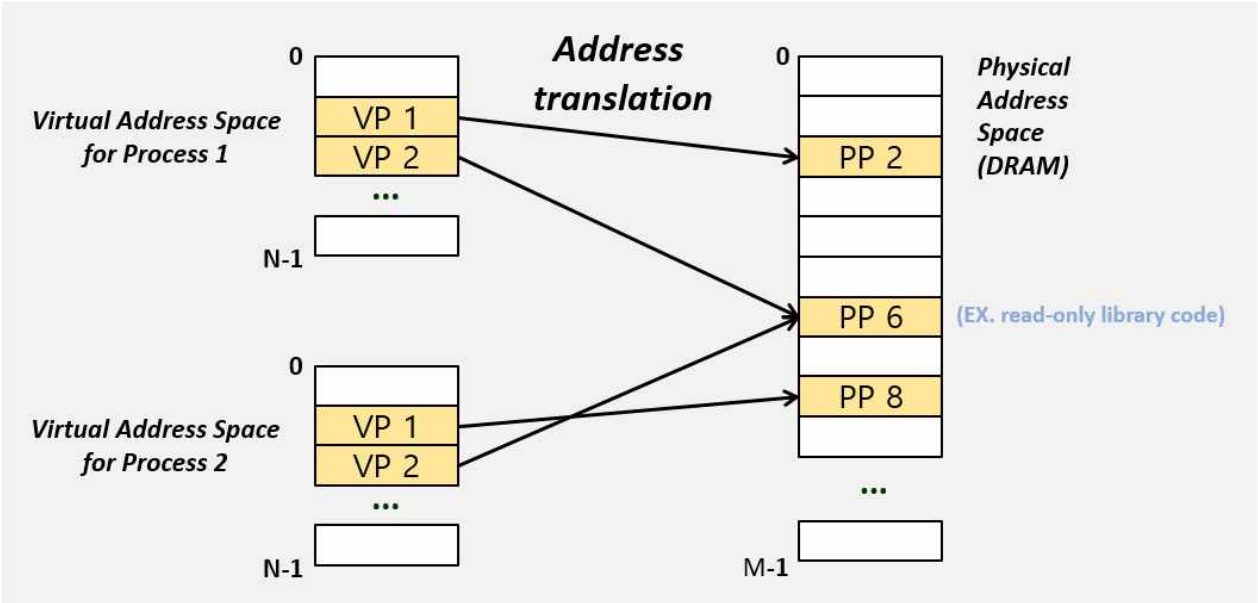 Address
translation
0
Virtual Address Space
for Process 1
VP 1
VP 2
...
N-1
0
Physical
Address
Space
(DRAM)
PP 2
PP 6
(EX. read-only library code)
PP 8
...
M-1
0
Virtual Address Space
for Process 2
VP 1
VP 2
...
N-1